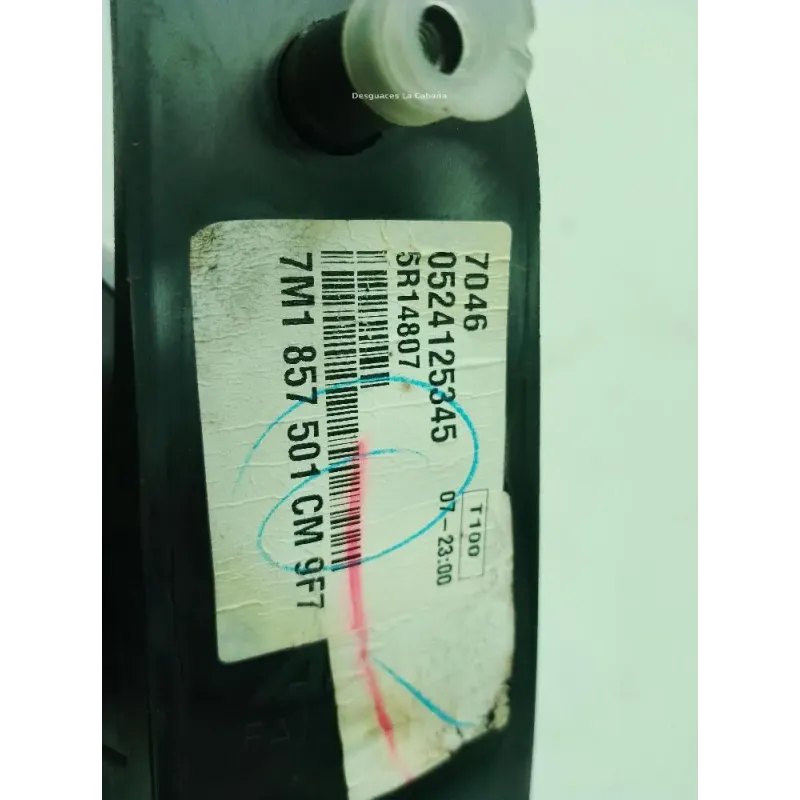 Desguaces La Cabaña
7046
T100
0524125345
07-23:00
5R14807
7M1 857 501 CM 9F7